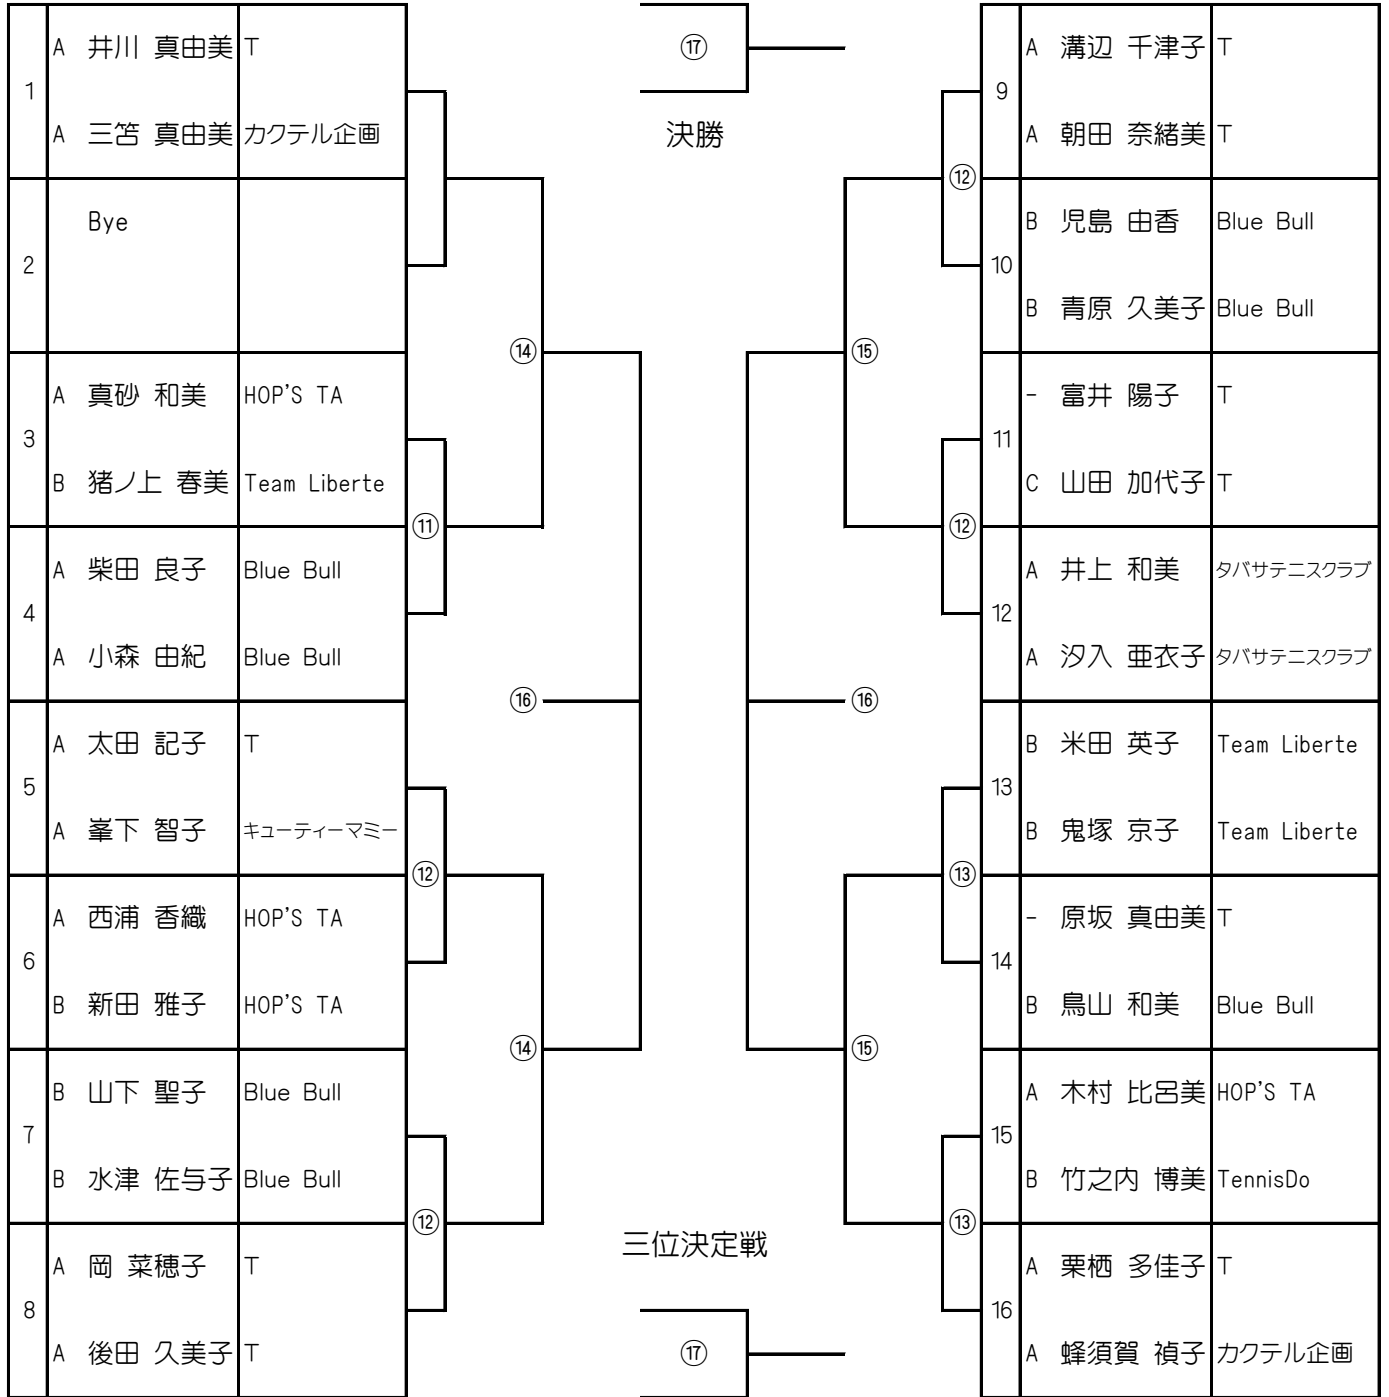 1
A 井川 真由美 T
A 三笘 真由美 カクテル企画
2
Bye
3
A 真砂 和美 HOP'S TA
B 猪ノ上 春美 Team Liberte
⑪
4
A 柴田 良子 Blue Bull
A 小森 由紀 Blue Bull
⑭
5
A 太田 記子 T
A 峯下 智子 キューティーマミー
⑫
6
A 西浦 香織 HOP'S TA
B 新田 雅子 HOP'S TA
⑭
7
B 山下 聖子 Blue Bull
B 水津 佐与子 Blue Bull
⑫
8
A 岡 菜穂子 T
A 後田 久美子 T
⑯
⑰
決勝
三位決定戦
⑰
⑯
9
A 溝辺 千津子 T
A 朝田 奈緒美 T
⑫
10
B 児島 由香 Blue Bull
B 青原 久美子 Blue Bull
⑮
11
- 富井 陽子 T
C 山田 加代子 T
⑫
12
A 井上 和美 タバサテニスクラブ
A 汐入 亜衣子 タバサテニスクラブ
13
B 米田 英子 Team Liberte
B 鬼塚 京子 Team Liberte
⑬
14
- 原坂 真由美 T
B 鳥山 和美 Blue Bull
⑮
15
A 木村 比呂美 HOP'S TA
B 竹之内 博美 TennisDo
⑬
16
A 栗栖 多佳子 T
A 蜂須賀 禎子 カクテル企画